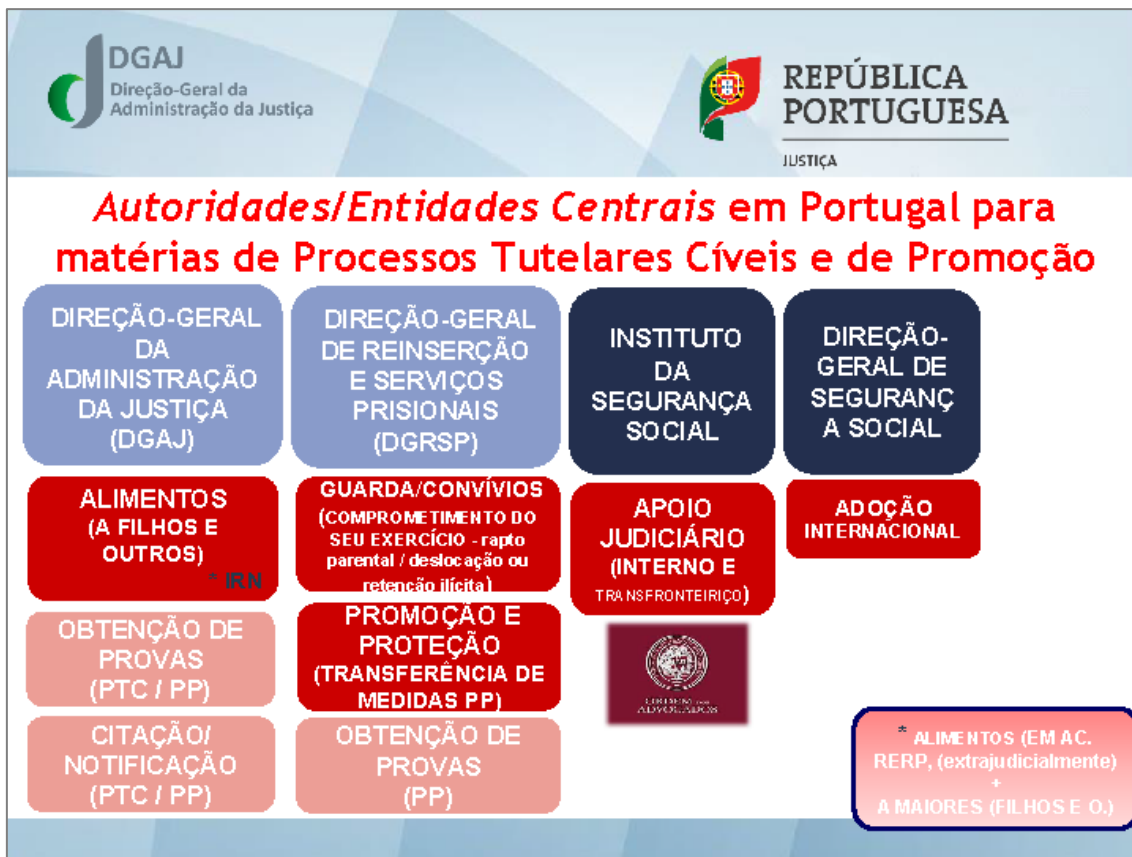 DGAJ
Direção-Geral da
Administração da Justiça
REPÚBLICA
PORTUGUESA
JUSTIÇA
Autoridades/Entidades Centrais em Portugal para
matérias de Processos Tutelares Cíveis e de Promoção
DIREÇÃO-GERAL
DA
ADMINISTRAÇÃO
DA JUSTIÇA
(DGAJ)
ALIMENTOS
(A FILHOS E
OUTROS)
* IRN
OBTENÇÃO DE
PROVAS
(PTC / PP)
CITAÇÃO/
NOTIFICAÇÃO
(PTC / PP)
DIREÇÃO-GERAL
DE REINSERÇÃO
E SERVIÇOS
PRISIONAIS
(DGRSP)
GUARDA/CONVÍVIOS
(COMPROMETIMENTO DO
SEU EXERCÍCIO - rapto
parental / deslocação ou
retenção ilícita)
PROMOÇÃO E
PROTEÇÃO
(TRANSFERÊNCIA DE
MEDIDAS PP)
OBTENÇÃO DE
PROVAS
(PP)
INSTITUTO
DA
SEGURANÇA
SOCIAL
APOIO
JUDICIÁRIO
(INTERNO E
TRANSFRONTEIRIÇO)
ORDEM DOS
ADVOGADOS
DIREÇÃO-
GERAL DE
SEGURANÇ
A SOCIAL
ADOÇÃO
INTERNACIONAL
* ALIMENTOS (EM AC.
RERP, (extrajudicialmente)
+
A MAIORES (FILHOS E O.)